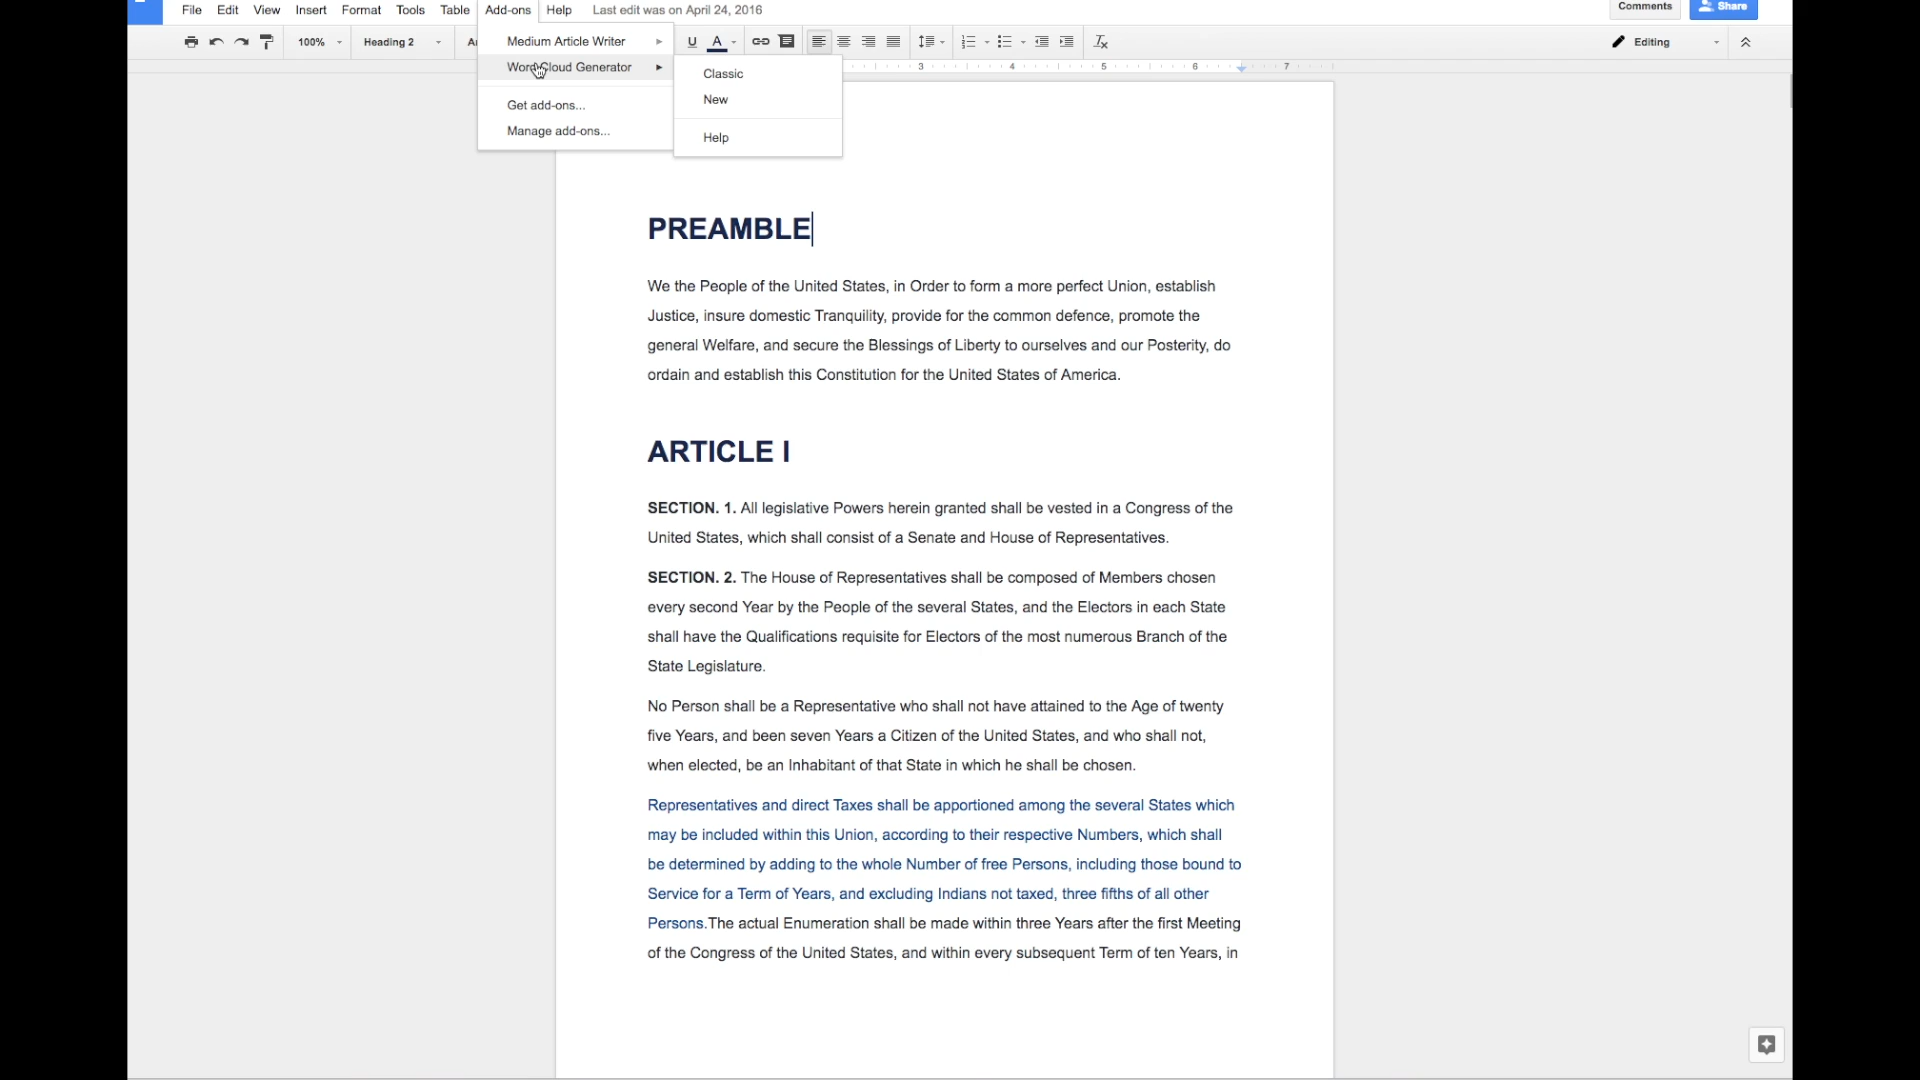 File Edit View Insert Format Tools Table Add-ons Help Last edit was on April 24, 2016 Comments Share
100% Heading 2 U A Editing
Medium Article Writer
Word Cloud Generator
Get add-ons...
Manage add-ons...
Classic
New
Help
3 4 5 6 7
PREAMBLE
We the People of the United States, in Order to form a more perfect Union, establish
Justice, insure domestic Tranquility, provide for the common defence, promote the
general Welfare, and secure the Blessings of Liberty to ourselves and our Posterity, do
ordain and establish this Constitution for the United States of America.
ARTICLE I
SECTION. 1. All legislative Powers herein granted shall be vested in a Congress of the
United States, which shall consist of a Senate and House of Representatives.
SECTION. 2. The House of Representatives shall be composed of Members chosen
every second Year by the People of the several States, and the Electors in each State
shall have the Qualifications requisite for Electors of the most numerous Branch of the
State Legislature.
No Person shall be a Representative who shall not have attained to the Age of twenty
five Years, and been seven Years a Citizen of the United States, and who shall not,
when elected, be an Inhabitant of that State in which he shall be chosen.
Representatives and direct Taxes shall be apportioned among the several States which
may be included within this Union, according to their respective Numbers, which shall
be determined by adding to the whole Number of free Persons, including those bound to
Service for a Term of Years, and excluding Indians not taxed, three fifths of all other
Persons.The actual Enumeration shall be made within three Years after the first Meeting
of the Congress of the United States, and within every subsequent Term of ten Years, in